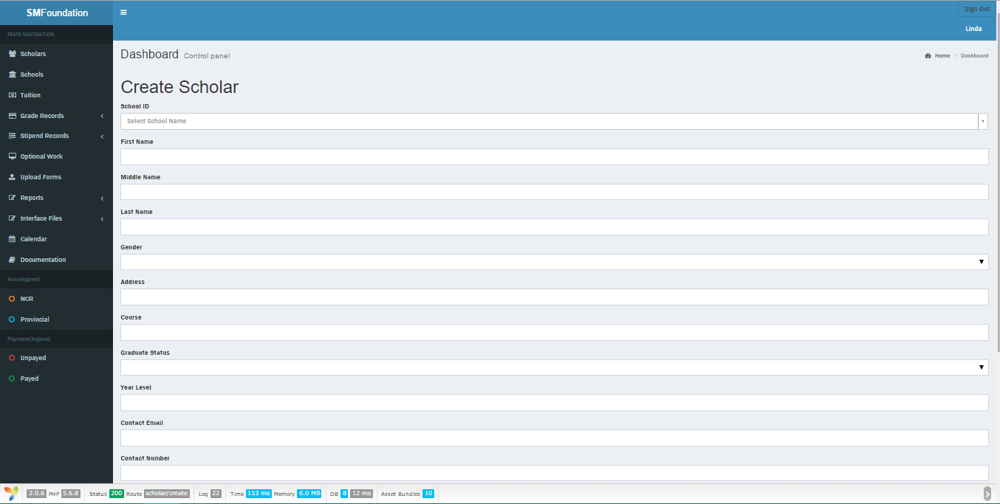 SMFoundation
Sign Out
Linda
MAIN NAVIGATION
Scholars
Schools
Tuition
Grade Records
Stipend Records
Optional Work
Upload Forms
Reports
Interface Files
Calendar
Documentation
Area(legend)
NCR
Provincial
Payment(legend)
Unpayed
Payed
Dashboard Control panel
Home > Dashboard
Create Scholar
School ID
Select School Name
First Name
Middle Name
Last Name
Gender
Address
Course
Graduate Status
Year Level
Contact Email
Contact Number
2.0.6 PHP 5.6.8 Status 200 Route scholar/create Log 22 Time 153 ms Memory 6.0 MB DB 8 12 ms Asset Bundles 10